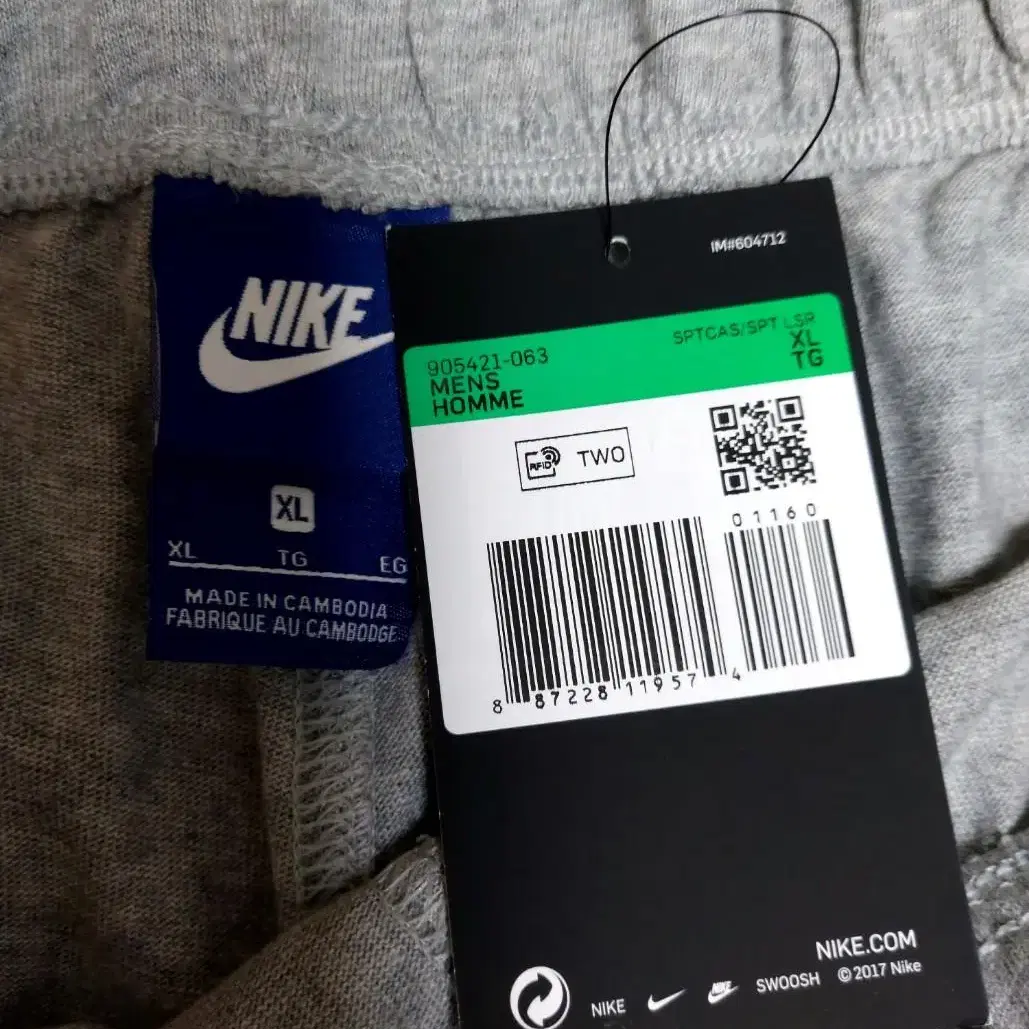 NIKE
XL
XL TG EG
MADE IN CAMBODIA
FABRIQUE AU CAMBODGE
IM#604712
SPTCAS/SPT LSR
905421-063 XL
MENS TG
HOMME
RFID TWO
01160
8 87228 11957 4
NIKE.COM
NIKE NIKE SWOOSH © 2017 Nike